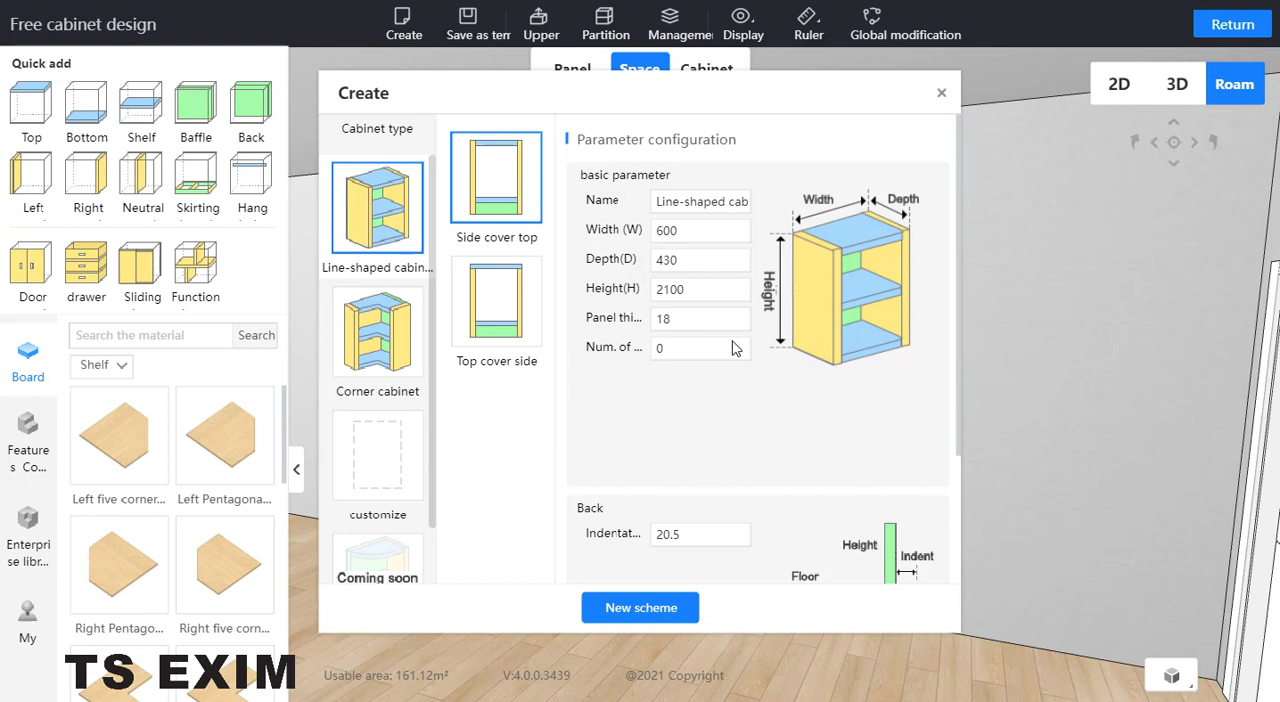 Free cabinet design
Create
Save as tem
Upper
Partition
Manageme
Display
Ruler
Global modification
Return
Quick add
Top
Bottom
Shelf
Baffle
Back
Left
Right
Neutral
Skirting
Hang
Door
drawer
Sliding
Function
Board
Feature
s Co...
Enterpri
se libr...
My
Search the material
Search
Shelf
Left five corner...
Left Pentagona...
Right Pentago...
Right five corn...
TS EXIM
Panel
Space
Cabinet
2D
3D
Roam
Create
Cabinet type
Line-shaped cabin...
Corner cabinet
customize
Coming soon
Side cover top
Top cover side
Parameter configuration
basic parameter
Name
Line-shaped cab
Width (W)
600
Depth(D)
430
Height(H)
2100
Panel thi...
18
Num. of ...
0
Width
Depth
Height
Back
Indentat...
20.5
Height
Indent
Floor
New scheme
Usable area: 161.12m²
V:4.0.0.3439
@2021 Copyright